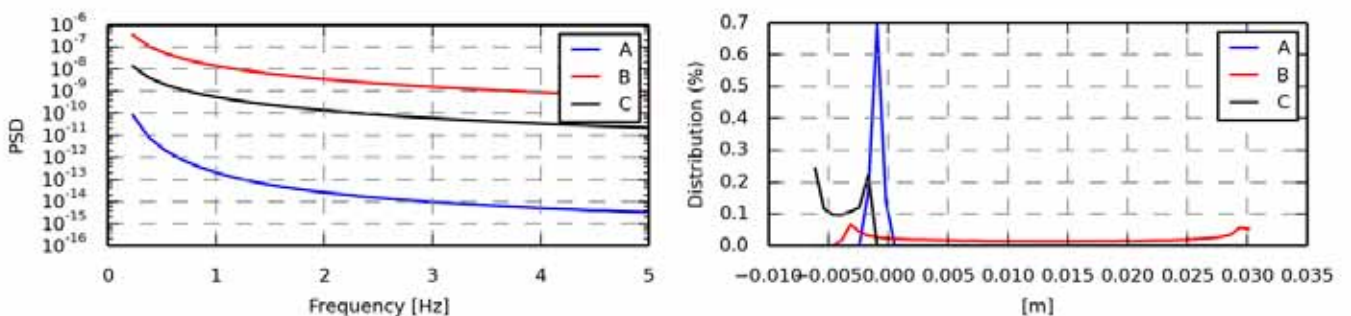 10^-6
10^-7
10^-8
10^-9
10^-10
10^-11
10^-12
10^-13
10^-14
10^-15
10^-16
PSD
0 1 2 3 4 5
Frequency [Hz]
A
B
C
0.7
0.6
0.5
0.4
0.3
0.2
0.1
0.0
Distribution (%)
−0.010 −0.005 0.000 0.005 0.010 0.015 0.020 0.025 0.030 0.035
[m]
A
B
C